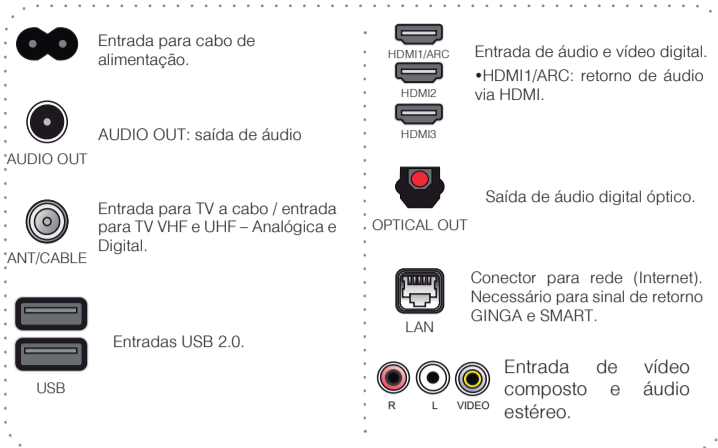 Entrada para cabo de
alimentação.
AUDIO OUT: saída de áudio
AUDIO OUT
Entrada para TV a cabo / entrada
para TV VHF e UHF – Analógica e
Digital.
ANT/CABLE
Entradas USB 2.0.
USB
HDMI1/ARC
HDMI2
HDMI3
Entrada de áudio e vídeo digital.
•HDMI1/ARC: retorno de áudio
via HDMI.
Saída de áudio digital óptico.
OPTICAL OUT
Conector para rede (Internet).
Necessário para sinal de retorno
GINGA e SMART.
LAN
R L VIDEO
Entrada de vídeo
composto e áudio
estéreo.